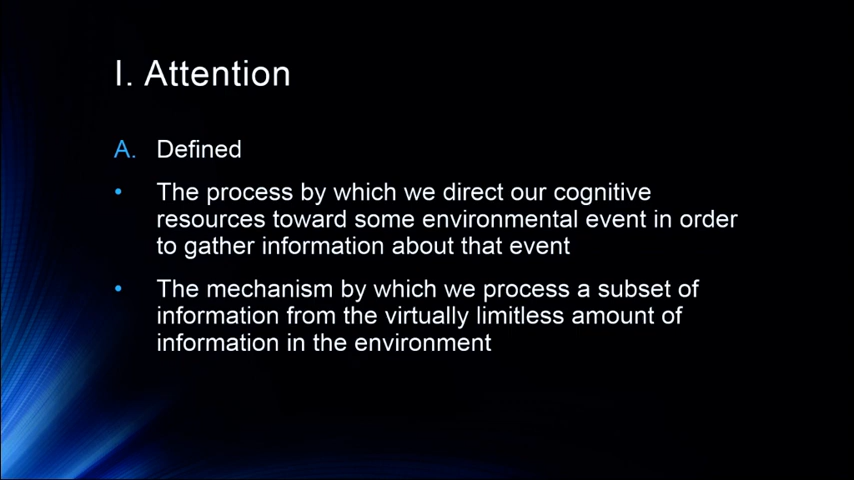 I. Attention
A. Defined
• The process by which we direct our cognitive
resources toward some environmental event in order
to gather information about that event
• The mechanism by which we process a subset of
information from the virtually limitless amount of
information in the environment